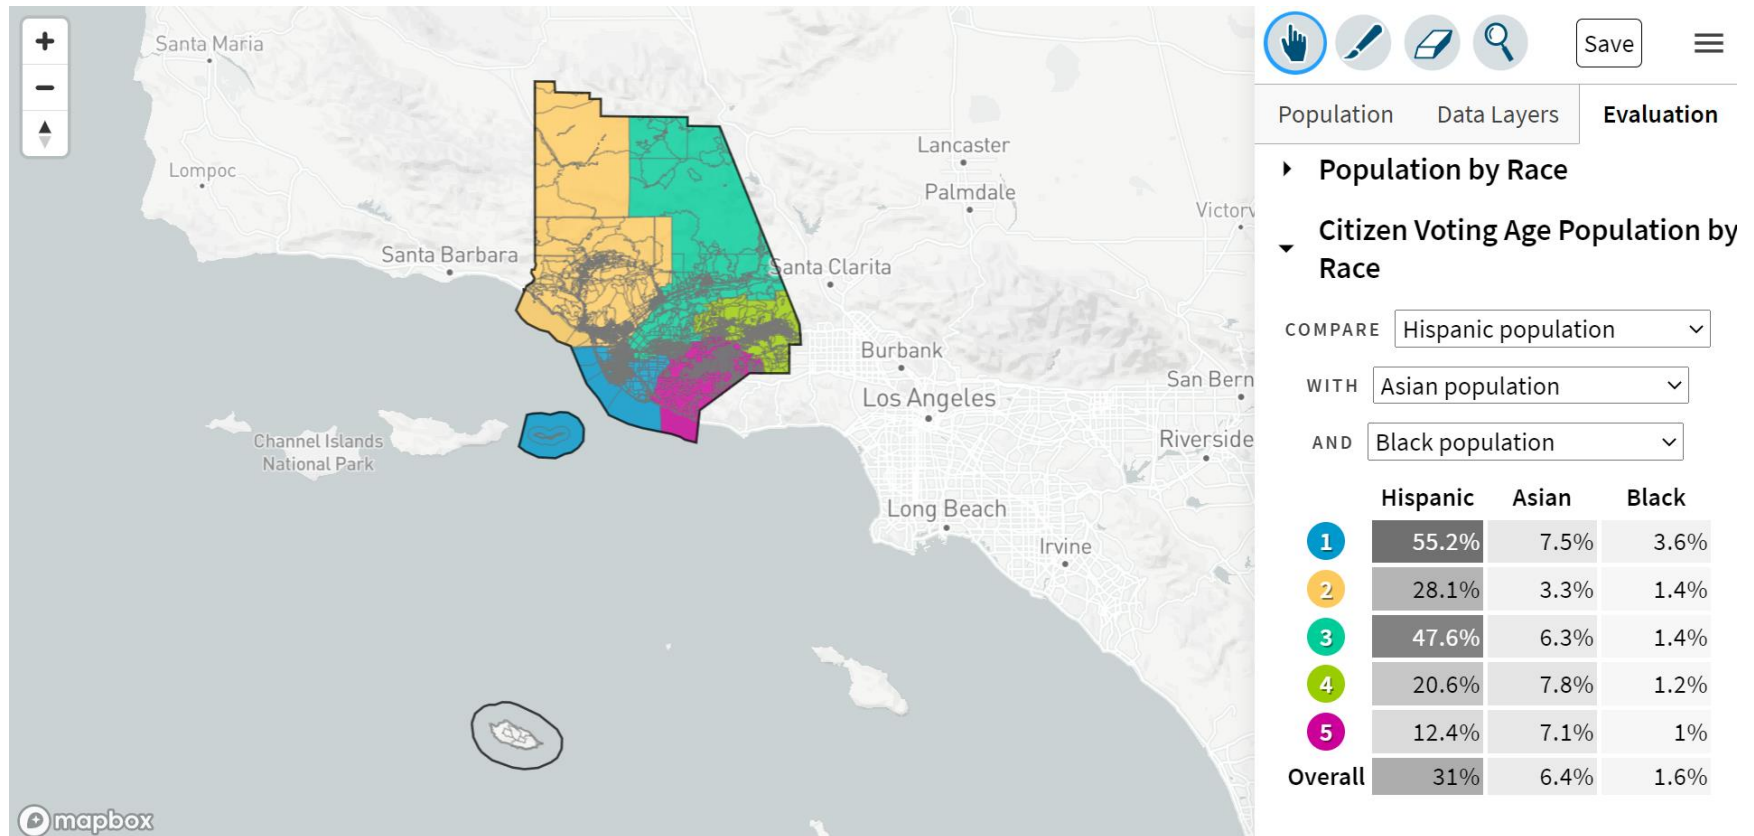 Santa Maria
Lompoc
Santa Barbara
Lancaster
Palmdale
Victorv
Santa Clarita
Burbank
San Bern
Los Angeles
Channel Islands
National Park
Riverside
Long Beach
Irvine
mapbox
Save
Population Data Layers Evaluation
Population by Race
Citizen Voting Age Population by
Race
COMPARE Hispanic population
WITH Asian population
AND Black population
Hispanic Asian Black
1 55.2% 7.5% 3.6%
2 28.1% 3.3% 1.4%
3 47.6% 6.3% 1.4%
4 20.6% 7.8% 1.2%
5 12.4% 7.1% 1%
Overall 31% 6.4% 1.6%